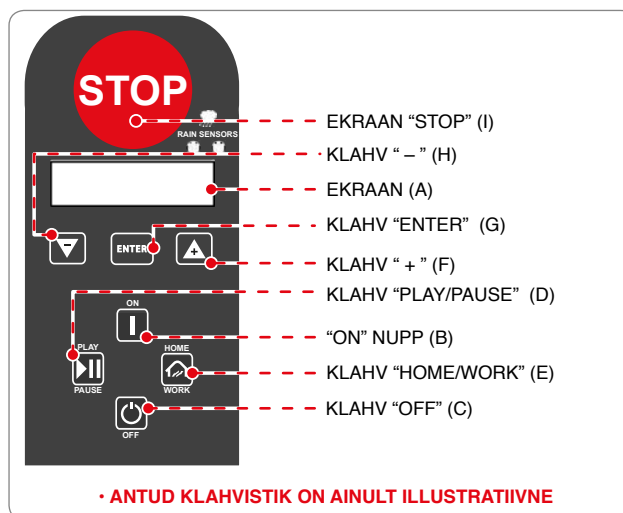 STOP
RAIN SENSORS
EKRAAN “STOP” (I)
KLAHV “ – ” (H)
EKRAAN (A)
KLAHV “ENTER” (G)
KLAHV “ + ” (F)
KLAHV “PLAY/PAUSE” (D)
“ON” NUPP (B)
KLAHV “HOME/WORK” (E)
KLAHV “OFF” (C)
–
ENTER
+
ON
PLAY
PAUSE
HOME
WORK
OFF
• ANTUD KLAHVISTIK ON AINULT ILLUSTRATIIVNE